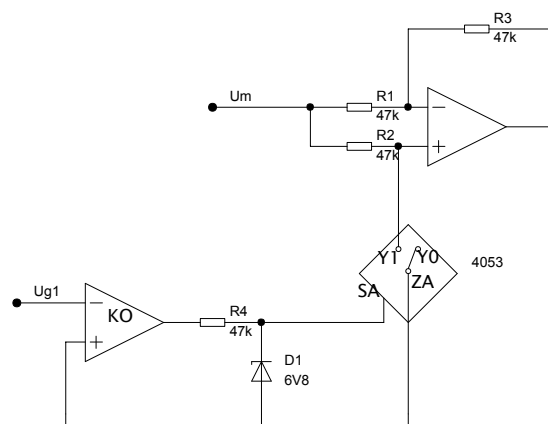 R3
47k
Um
R1
47k
−
R2
47k
+
Y1
Y0
4053
SA
ZA
Ug1
−
KO
R4
47k
+
D1
6V8